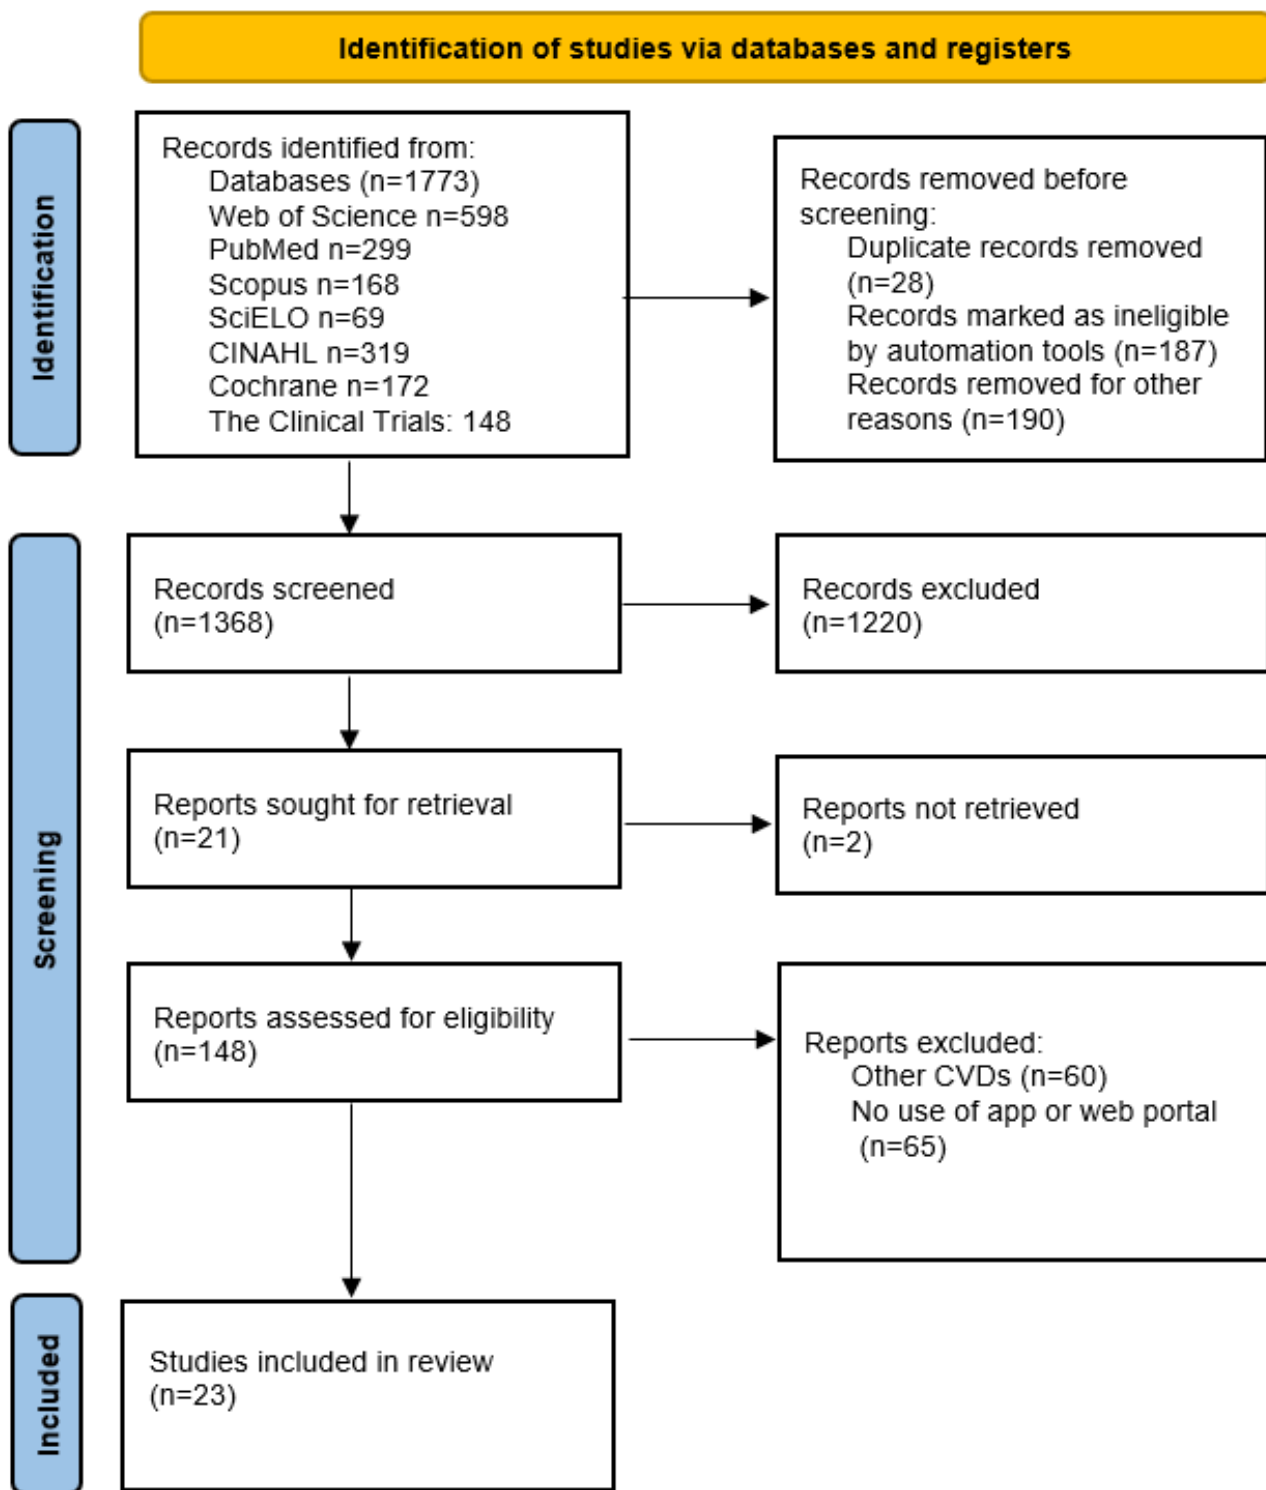 Identification of studies via databases and registers
Identification
Records identified from:
Databases (n=1773)
Web of Science n=598
PubMed n=299
Scopus n=168
SciELO n=69
CINAHL n=319
Cochrane n=172
The Clinical Trials: 148
Records removed before
screening:
Duplicate records removed
(n=28)
Records marked as ineligible
by automation tools (n=187)
Records removed for other
reasons (n=190)
Screening
Records screened
(n=1368)
Records excluded
(n=1220)
Reports sought for retrieval
(n=21)
Reports not retrieved
(n=2)
Reports assessed for eligibility
(n=148)
Reports excluded:
Other CVDs (n=60)
No use of app or web portal
(n=65)
Included
Studies included in review
(n=23)